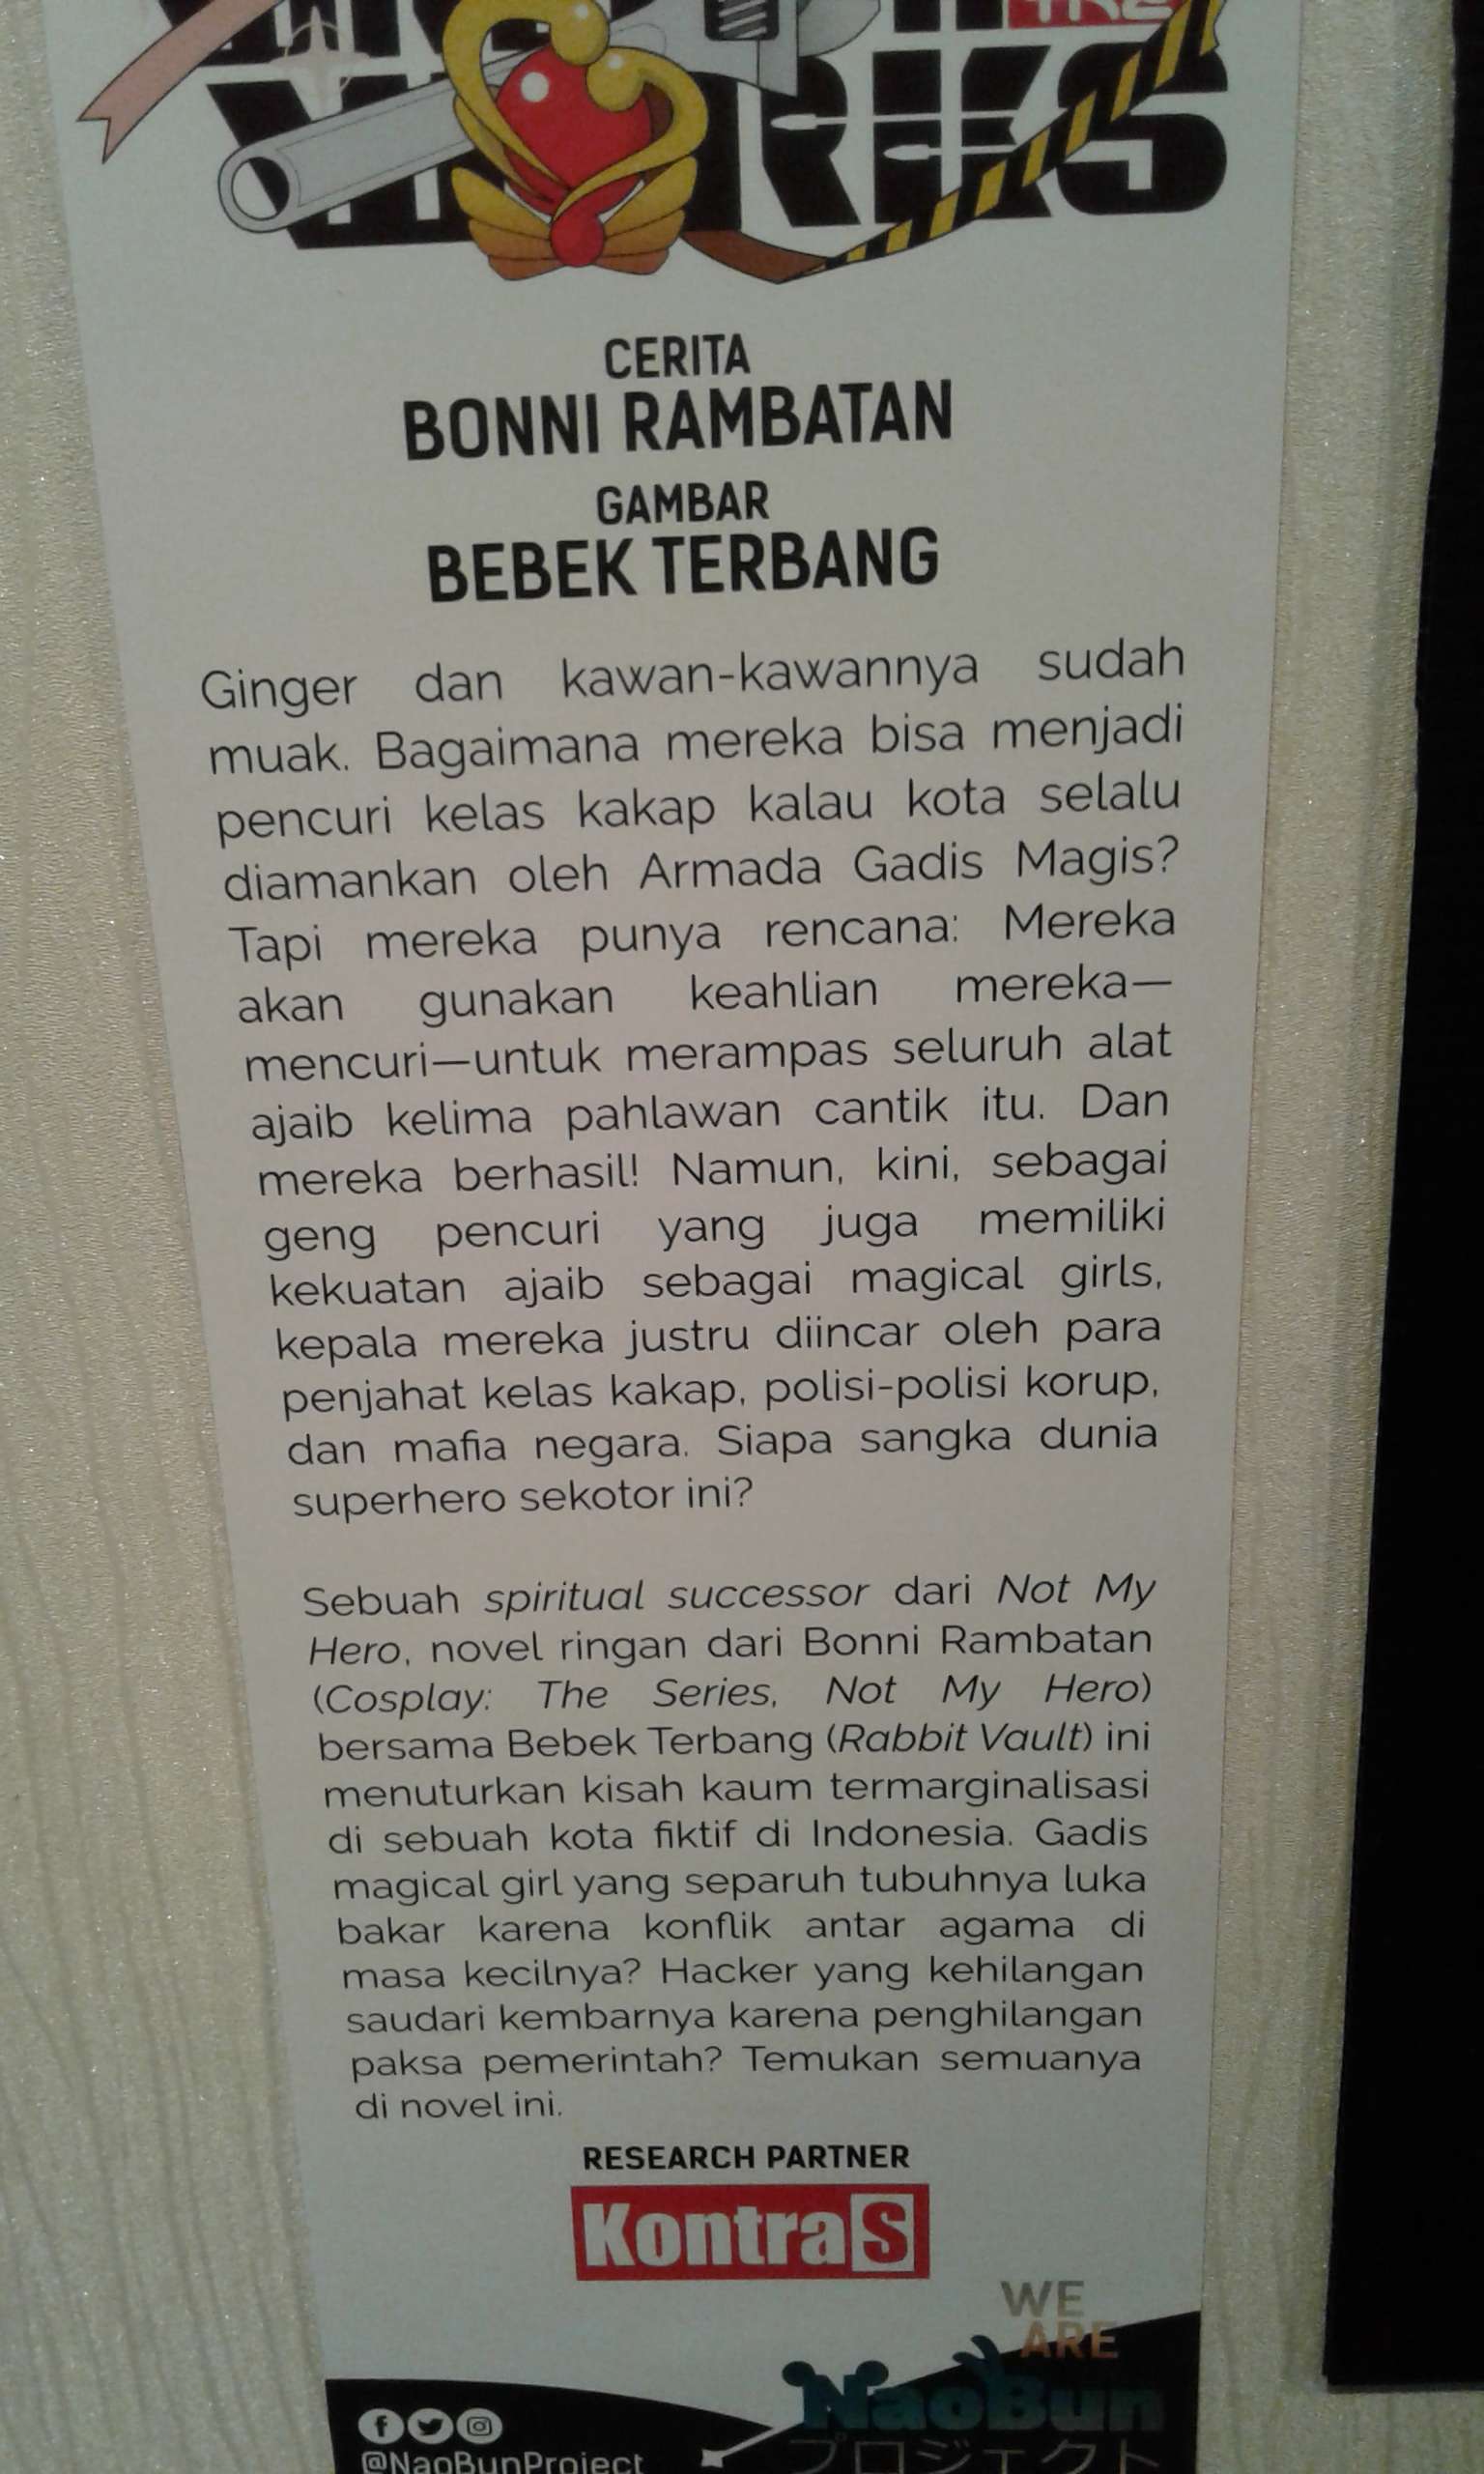 THE
WORKS
CERITA
BONNI RAMBATAN
GAMBAR
BEBEK TERBANG
Ginger dan kawan-kawannya sudah
muak. Bagaimana mereka bisa menjadi
pencuri kelas kakap kalau kota selalu
diamankan oleh Armada Gadis Magis?
Tapi mereka punya rencana: Mereka
akan gunakan keahlian mereka—
mencuri—untuk merampas seluruh alat
ajaib kelima pahlawan cantik itu. Dan
mereka berhasil! Namun, kini, sebagai
geng pencuri yang juga memiliki
kekuatan ajaib sebagai magical girls,
kepala mereka justru diincar oleh para
penjahat kelas kakap, polisi-polisi korup,
dan mafia negara. Siapa sangka dunia
superhero sekotor ini?
Sebuah spiritual successor dari Not My
Hero, novel ringan dari Bonni Rambatan
(Cosplay: The Series, Not My Hero)
bersama Bebek Terbang (Rabbit Vault) ini
menuturkan kisah kaum termarginalisasi
di sebuah kota fiktif di Indonesia. Gadis
magical girl yang separuh tubuhnya luka
bakar karena konflik antar agama di
masa kecilnya? Hacker yang kehilangan
saudari kembarnya karena penghilangan
paksa pemerintah? Temukan semuanya
di novel ini.
RESEARCH PARTNER
KontraS
WE
ARE
NaoBun
プロジェクト
@NaoBunProject